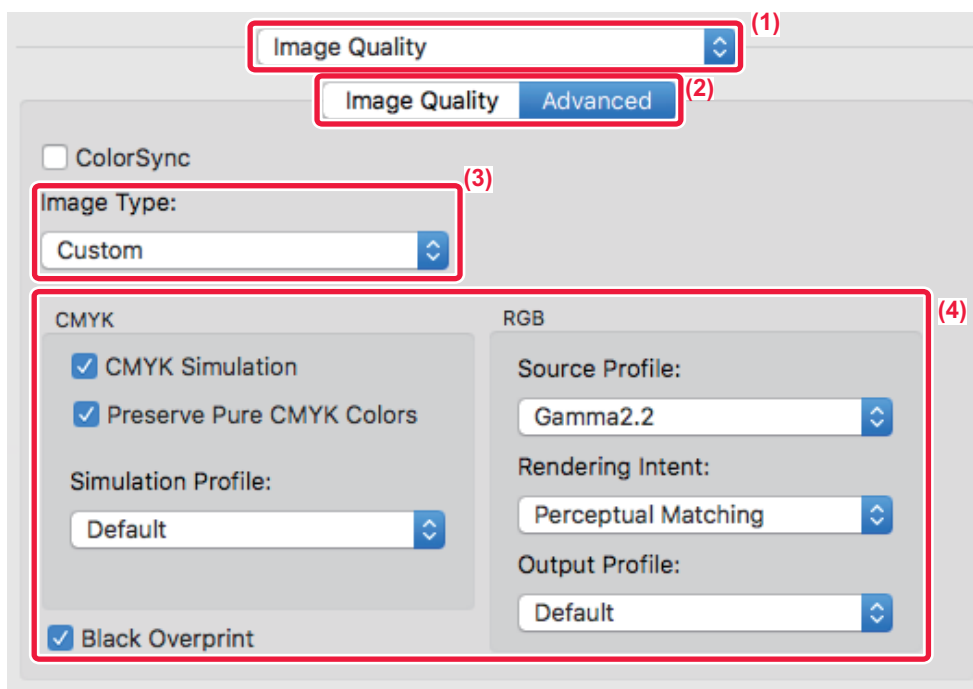 Image Quality
(1)
Image Quality Advanced
(2)
ColorSync
(3)
Image Type:
Custom
(4)
CMYK
CMYK Simulation
Preserve Pure CMYK Colors
Simulation Profile:
Default
Black Overprint
RGB
Source Profile:
Gamma2.2
Rendering Intent:
Perceptual Matching
Output Profile:
Default